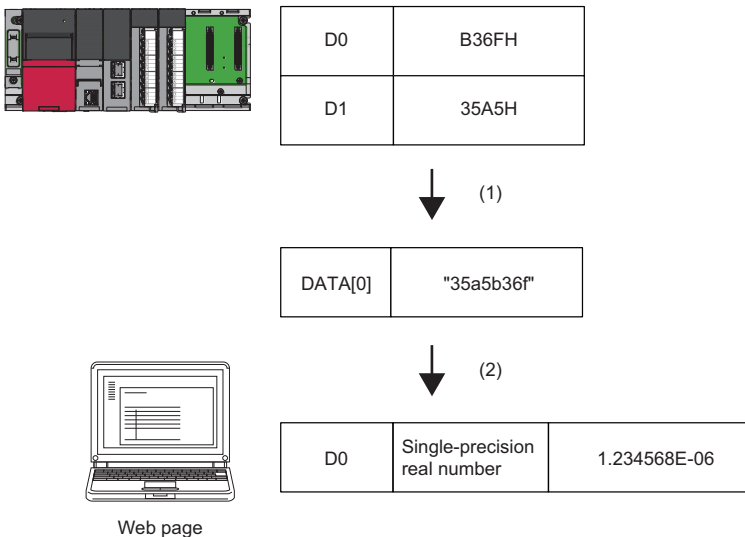 D0 B36FH
D1 35A5H
(1)
DATA[0] "35a5b36f"
(2)
D0 Single-precision real number 1.234568E-06
Web page